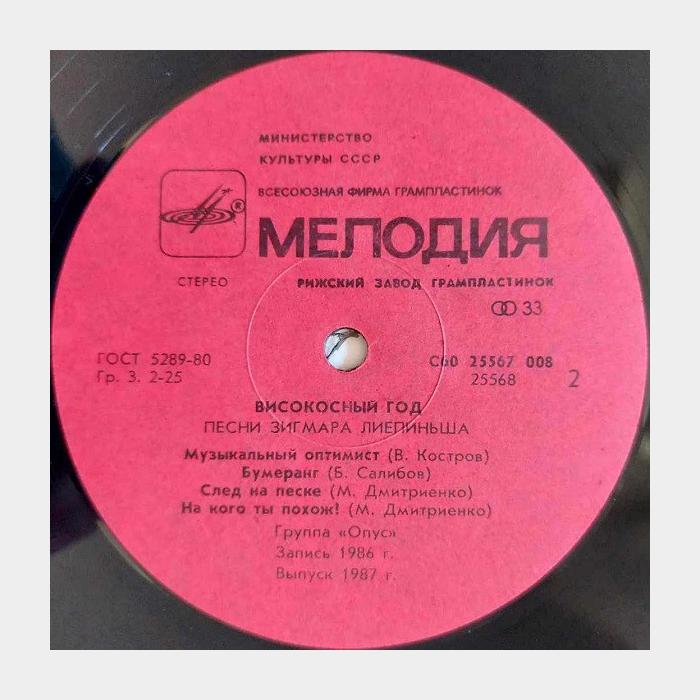 МИНИСТЕРСТВО
КУЛЬТУРЫ СССР
ВСЕСОЮЗНАЯ ФИРМА ГРАМПЛАСТИНОК
®
МЕЛОДИЯ
СТЕРЕО
РИЖСКИЙ ЗАВОД ГРАМПЛАСТИНОК
33
ГОСТ 5289-80
Гр. 3. 2-25
С60 25567 008
25568
2
ВИСОКОСНЫЙ ГОД
ПЕСНИ ЗИГМАРА ЛИЕПИНЬША
Музыкальный оптимист (В. Костров)
Бумеранг (Б. Салибов)
След на песке (М. Дмитриенко)
На кого ты похож! (М. Дмитриенко)
Группа «Опус»
Запись 1986 г.
Выпуск 1987 г.